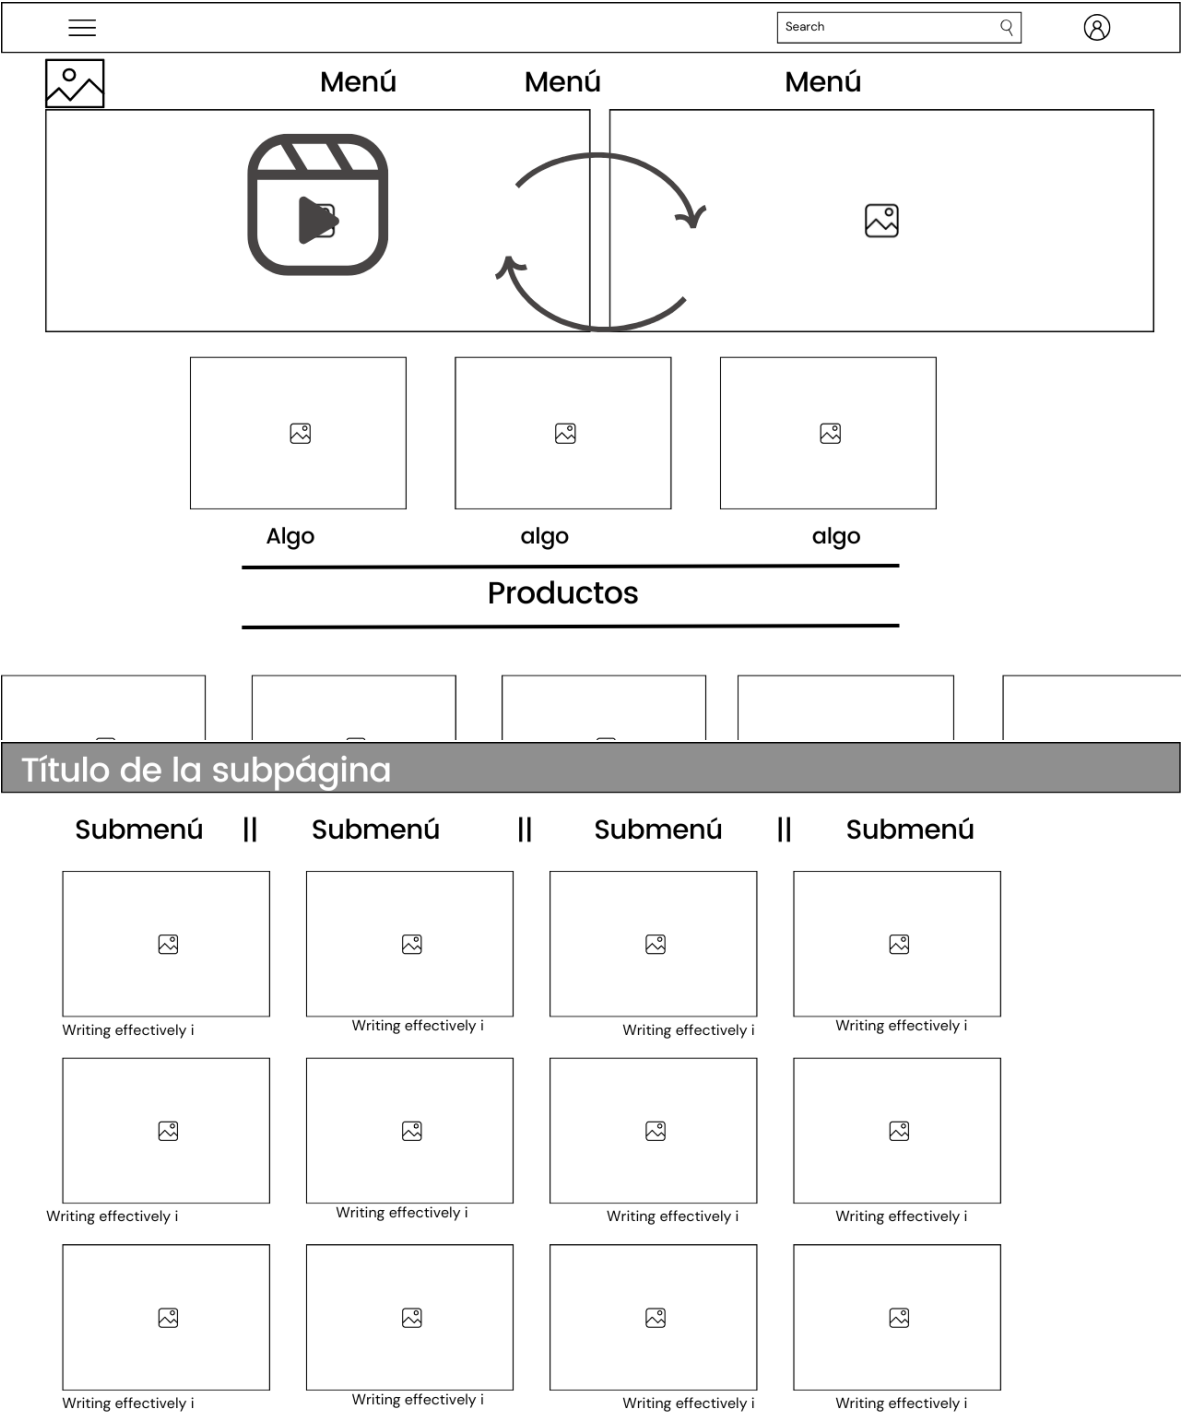 Search
Menú Menú Menú
Algo algo algo
Productos
Título de la subpágina
Submenú || Submenú || Submenú || Submenú
Writing effectively i Writing effectively i Writing effectively i Writing effectively i
Writing effectively i Writing effectively i Writing effectively i Writing effectively i
Writing effectively i Writing effectively i Writing effectively i Writing effectively i